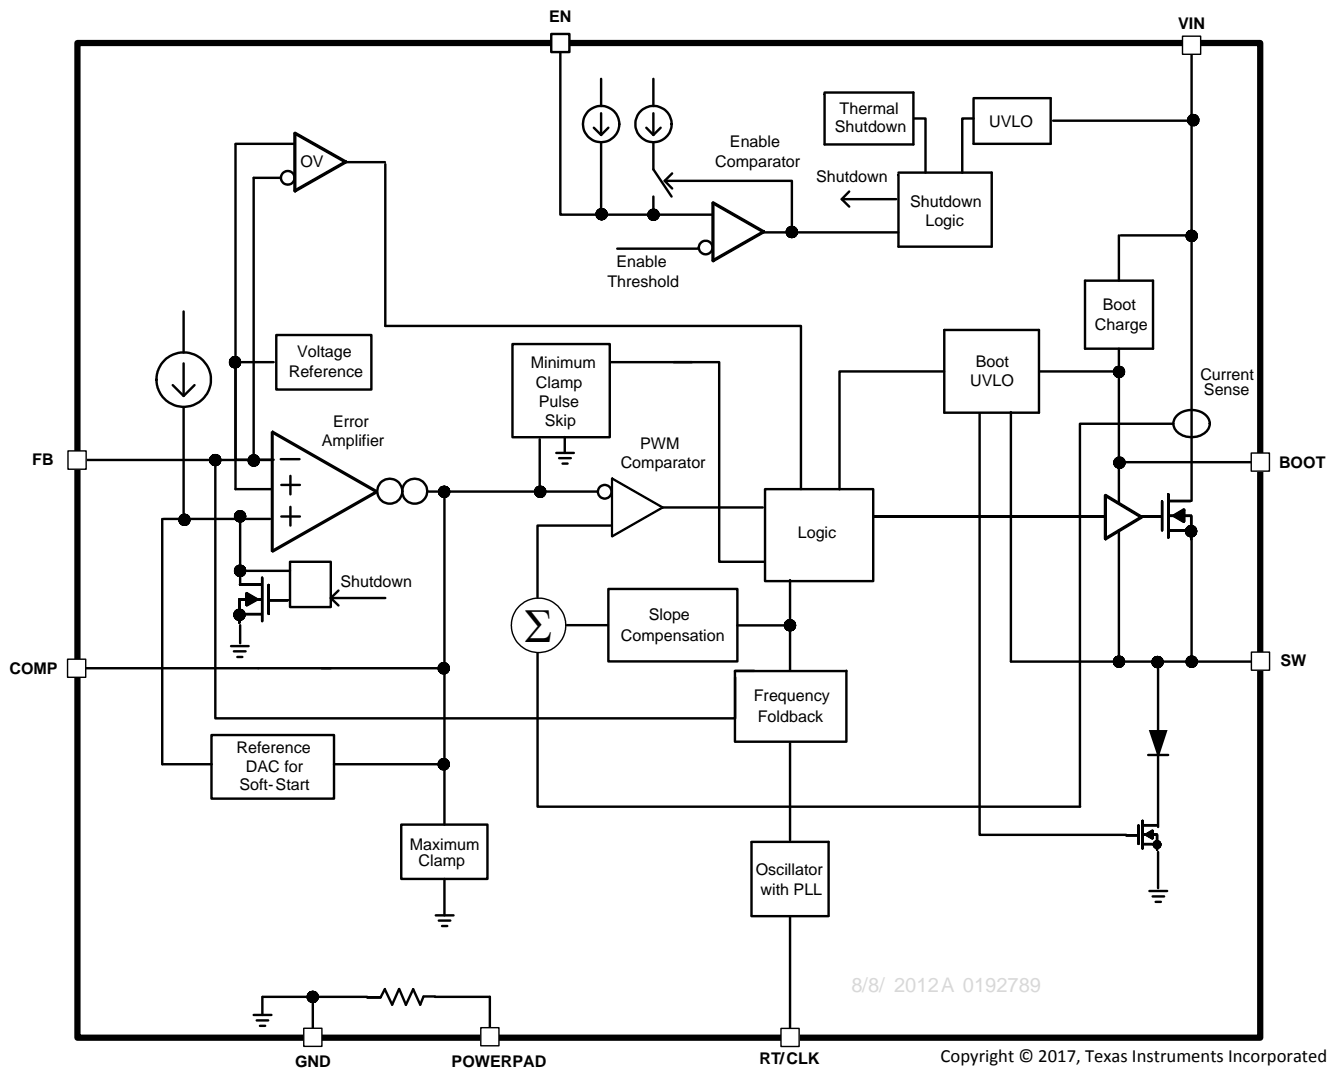 EN
VIN
Thermal
Shutdown
UVLO
Enable
Comparator
OV
Shutdown
Shutdown
Logic
Enable
Threshold
Boot
Charge
Voltage
Reference
Minimum
Clamp
Pulse
Skip
Boot
UVLO
Current
Sense
Error
Amplifier
PWM
Comparator
FB
−
+
+
BOOT
Logic
Shutdown
Σ
Slope
Compensation
COMP
SW
Frequency
Foldback
Reference
DAC for
Soft-Start
Maximum
Clamp
Oscillator
with PLL
8/8/ 2012A 0192789
GND
POWERPAD
RT/CLK
Copyright © 2017, Texas Instruments Incorporated